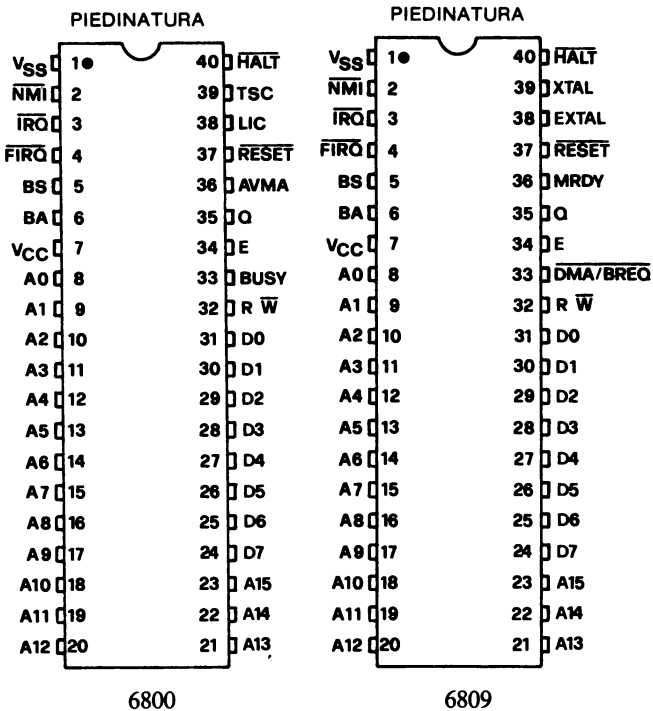 PIEDINATURA
VSS 1 40 HALT
NMI 2 39 TSC
IRQ 3 38 LIC
FIRQ 4 37 RESET
BS 5 36 AVMA
BA 6 35 Q
VCC 7 34 E
A0 8 33 BUSY
A1 9 32 R W
A2 10 31 D0
A3 11 30 D1
A4 12 29 D2
A5 13 28 D3
A6 14 27 D4
A7 15 26 D5
A8 16 25 D6
A9 17 24 D7
A10 18 23 A15
A11 19 22 A14
A12 20 21 A13
6800
PIEDINATURA
VSS 1 40 HALT
NMI 2 39 XTAL
IRQ 3 38 EXTAL
FIRQ 4 37 RESET
BS 5 36 MRDY
BA 6 35 Q
VCC 7 34 E
A0 8 33 DMA/BREQ
A1 9 32 R W
A2 10 31 D0
A3 11 30 D1
A4 12 29 D2
A5 13 28 D3
A6 14 27 D4
A7 15 26 D5
A8 16 25 D6
A9 17 24 D7
A10 18 23 A15
A11 19 22 A14
A12 20 21 A13
6809